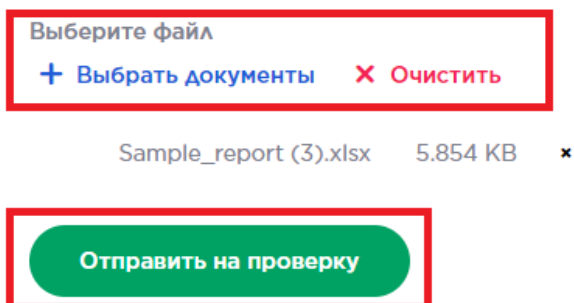 Выберите файл
+ Выбрать документы × Очистить
Sample_report (3).xlsx 5.854 KB ×
Отправить на проверку